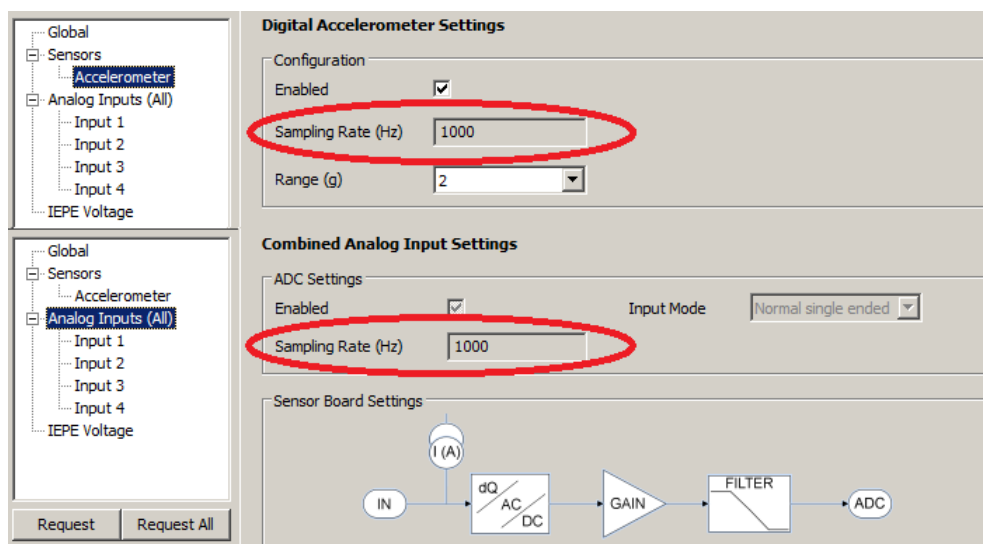 Global
Sensors
Accelerometer
Analog Inputs (All)
Input 1
Input 2
Input 3
Input 4
IEPE Voltage
Digital Accelerometer Settings
Configuration
Enabled
Sampling Rate (Hz) 1000
Range (g) 2
Global
Sensors
Accelerometer
Analog Inputs (All)
Input 1
Input 2
Input 3
Input 4
IEPE Voltage
Request Request All
Combined Analog Input Settings
ADC Settings
Enabled Input Mode Normal single ended
Sampling Rate (Hz) 1000
Sensor Board Settings
I (A)
IN
dQ
AC
DC
GAIN
FILTER
ADC